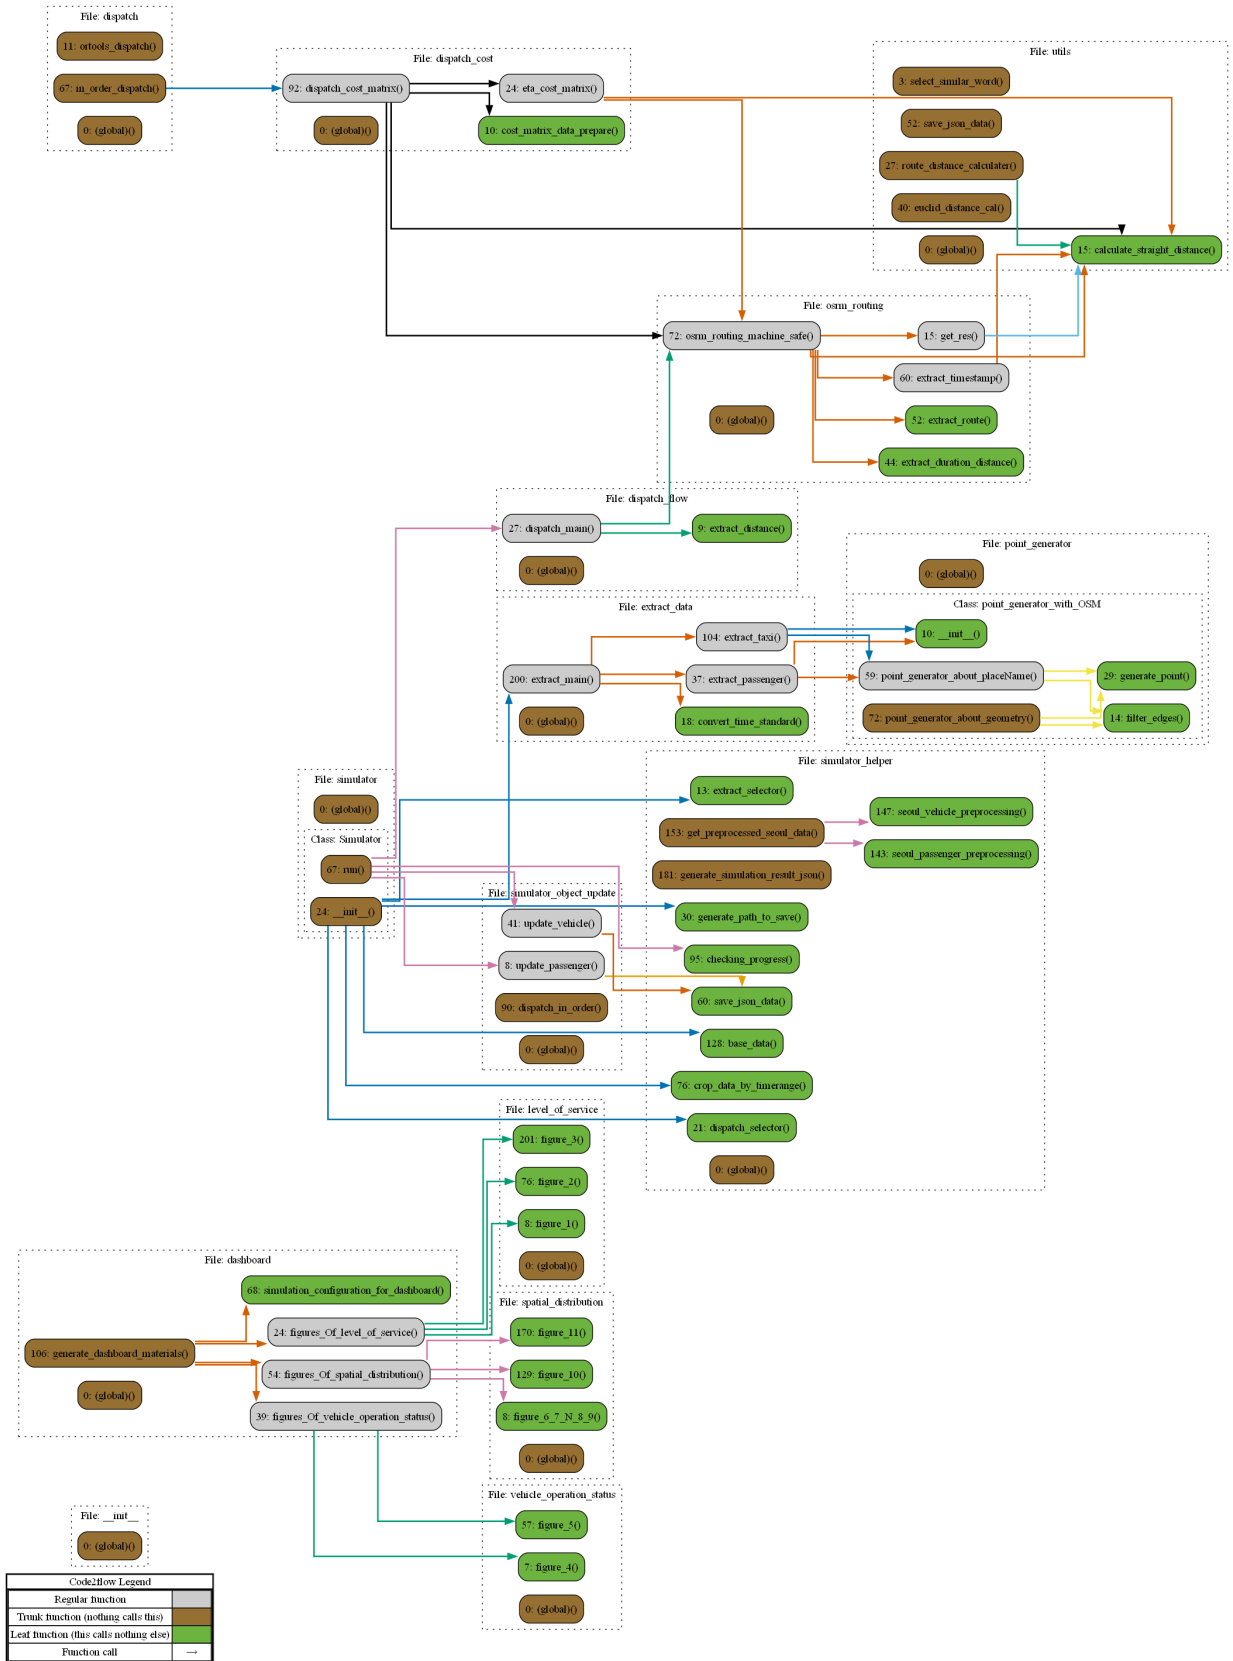 File: dispatch
11: ortools_dispatch()
67: in_order_dispatch()
0: (global)()
File: dispatch_cost
92: dispatch_cost_matrix()
24: eta_cost_matrix()
0: (global)()
10: cost_matrix_data_prepare()
File: utils
3: select_similar_word()
52: save_json_data()
27: route_distance_calculater()
40: euclid_distance_cal()
0: (global)()
15: calculate_straight_distance()
File: osrm_routing
72: osrm_routing_machine_safe()
15: get_res()
60: extract_timestamp()
0: (global)()
52: extract_route()
44: extract_duration_distance()
File: dispatch_flow
27: dispatch_main()
9: extract_distance()
0: (global)()
File: point_generator
0: (global)()
Class: point_generator_with_OSM
10: __init__()
59: point_generator_about_placeName()
29: generate_point()
72: point_generator_about_geometry()
14: filter_edges()
File: extract_data
104: extract_taxi()
200: extract_main()
37: extract_passenger()
0: (global)()
18: convert_time_standard()
File: simulator
0: (global)()
Class: Simulator
67: run()
24: __init__()
File: simulator_helper
13: extract_selector()
147: seoul_vehicle_preprocessing()
153: get_preprocessed_seoul_data()
143: seoul_passenger_preprocessing()
181: generate_simulation_result_json()
30: generate_path_to_save()
95: checking_progress()
60: save_json_data()
128: base_data()
76: crop_data_by_timerange()
21: dispatch_selector()
0: (global)()
File: simulator_object_update
41: update_vehicle()
8: update_passenger()
90: dispatch_in_order()
0: (global)()
File: level_of_service
201: figure_3()
76: figure_2()
8: figure_1()
0: (global)()
File: dashboard
68: simulation_configuration_for_dashboard()
24: figures_Of_level_of_service()
106: generate_dashboard_materials()
54: figures_Of_spatial_distribution()
0: (global)()
39: figures_Of_vehicle_operation_status()
File: spatial_distribution
170: figure_11()
129: figure_10()
8: figure_6_7_N_8_9()
0: (global)()
File: vehicle_operation_status
57: figure_5()
7: figure_4()
0: (global)()
File: __init__
0: (global)()
Code2flow Legend
Regular function
Trunk function (nothing calls this)
Leaf function (this calls nothing else)
Function call →